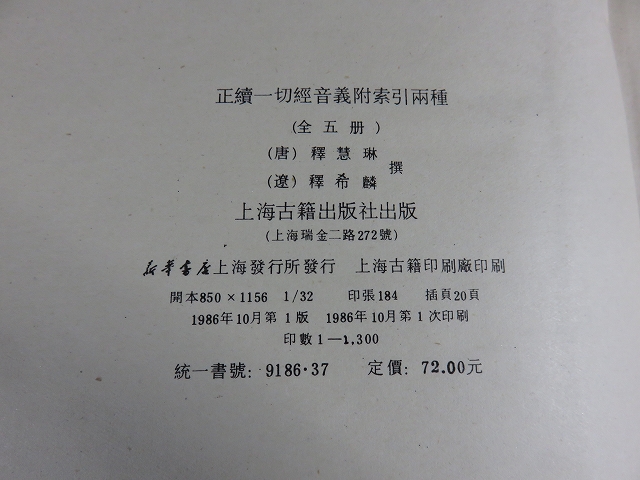 正續一切經音義附索引兩種
(全五册)
(唐) 釋慧琳
(遼) 釋希麟 撰
上海古籍出版社出版
(上海瑞金二路272號)
新華書店上海發行所發行 上海古籍印刷廠印刷
開本850×1156 1/32 印張184 插頁20頁
1986年10月第1版 1986年10月第1次印刷
印數1—1,300
統一書號: 9186·37 定價: 72.00元